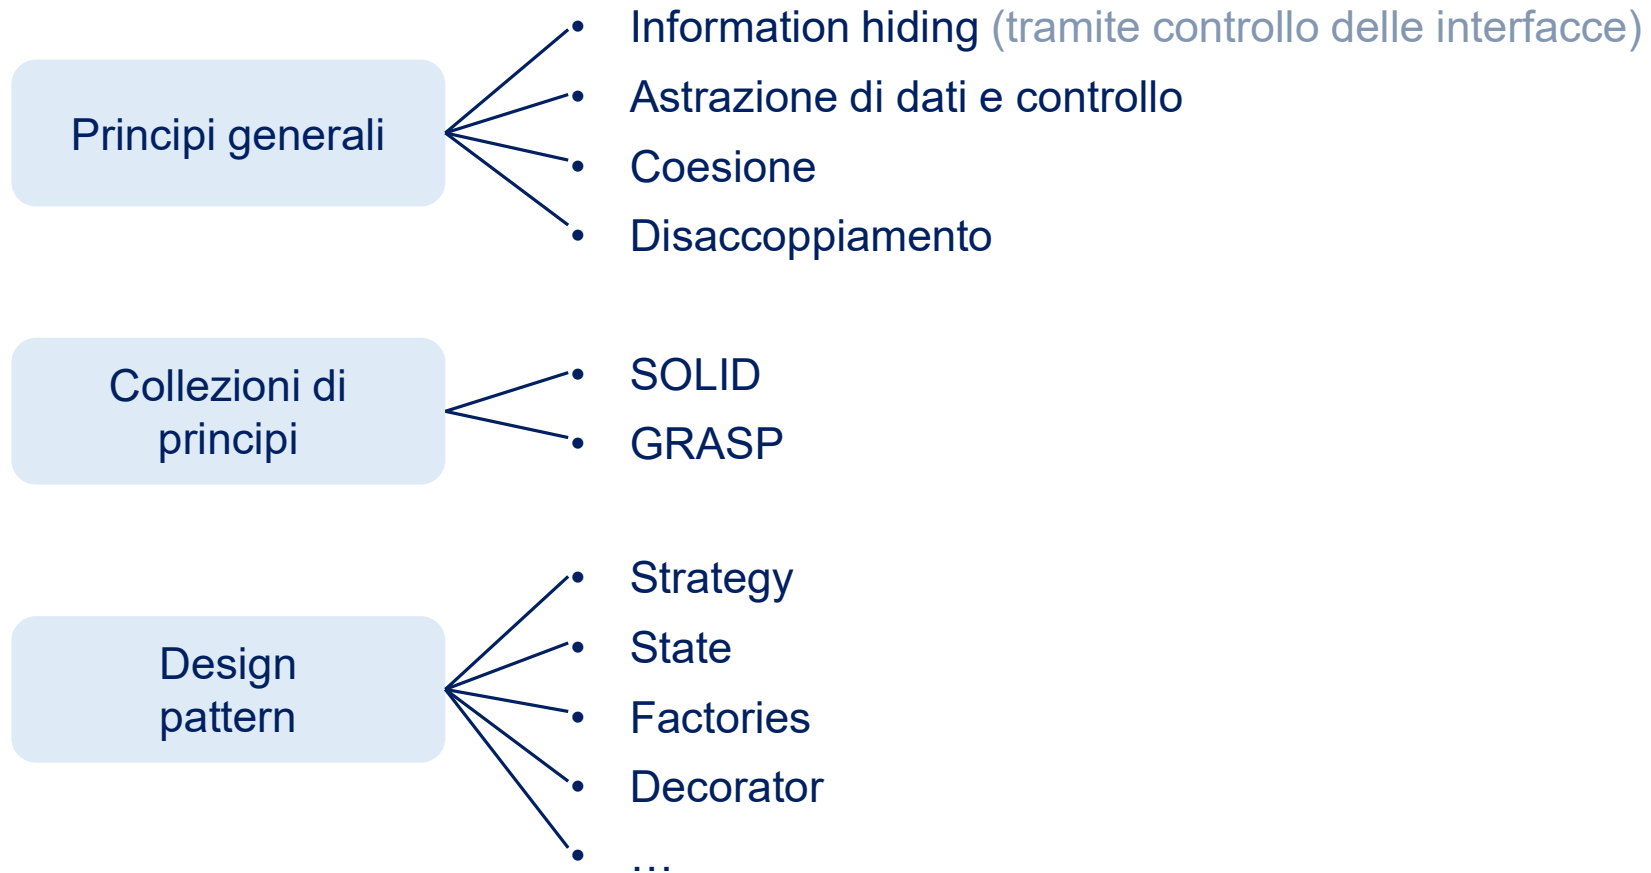 Principi generali
• Information hiding (tramite controllo delle interfacce)
• Astrazione di dati e controllo
• Coesione
• Disaccoppiamento
Collezioni di
principi
• SOLID
• GRASP
Design
pattern
• Strategy
• State
• Factories
• Decorator
• …